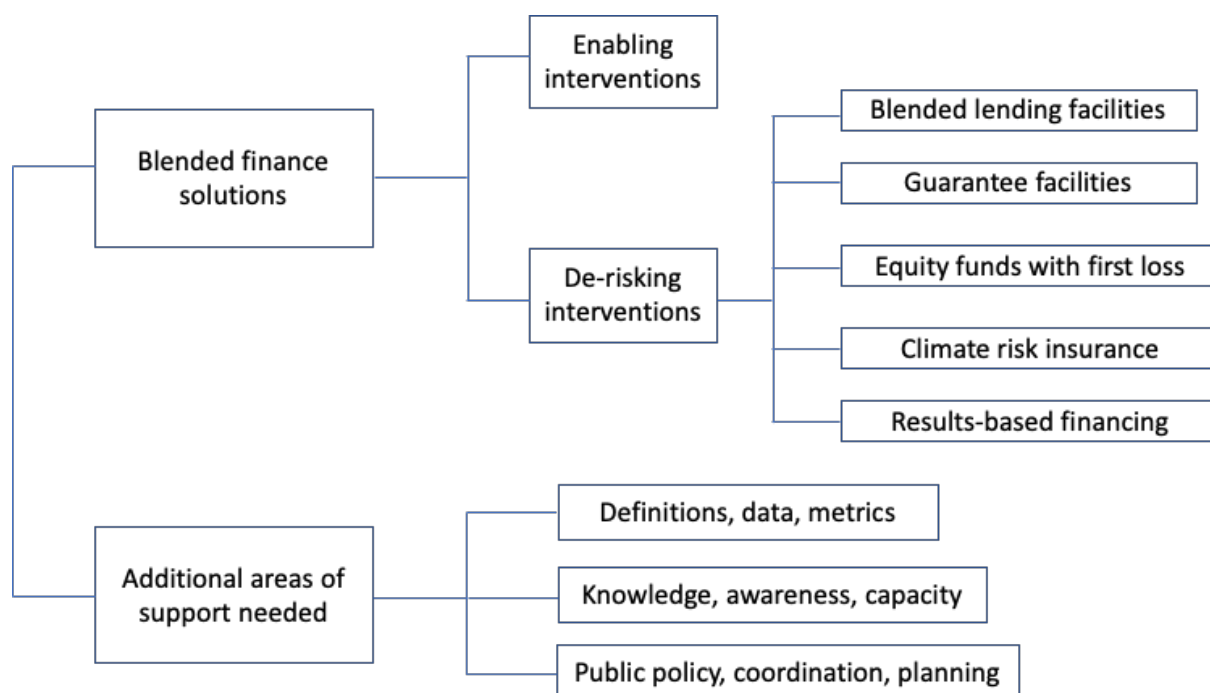 Enabling
interventions
Blended finance
solutions
De-risking
interventions
Blended lending facilities
Guarantee facilities
Equity funds with first loss
Climate risk insurance
Results-based financing
Additional areas of
support needed
Definitions, data, metrics
Knowledge, awareness, capacity
Public policy, coordination, planning